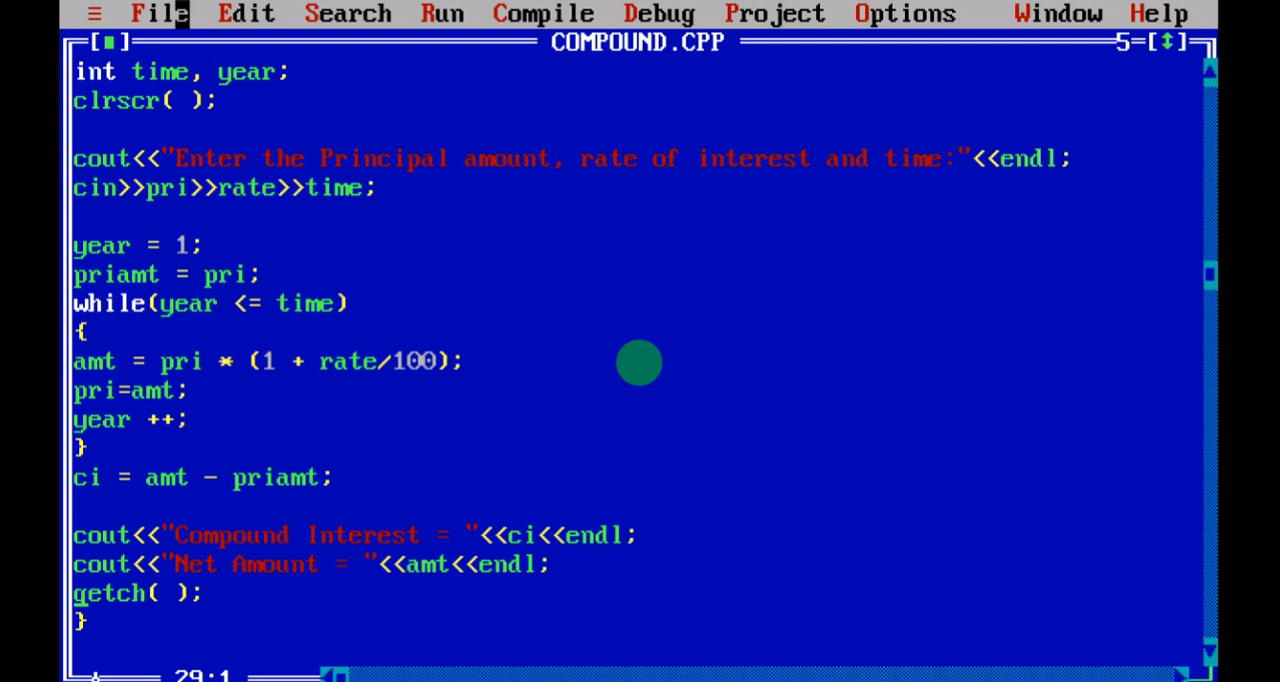 ≡ File Edit Search Run Compile Debug Project Options Window Help
[■] COMPOUND.CPP 5=[↕]
int time, year;
clrscr( );
cout<<"Enter the Principal amount, rate of interest and time:"<<endl;
cin>>pri>>rate>>time;
year = 1;
priamt = pri;
while(year <= time)
{
amt = pri * (1 + rate/100);
pri=amt;
year ++;
}
ci = amt - priamt;
cout<<"Compound Interest = "<<ci<<endl;
cout<<"Net Amount = "<<amt<<endl;
getch( );
}
29:1